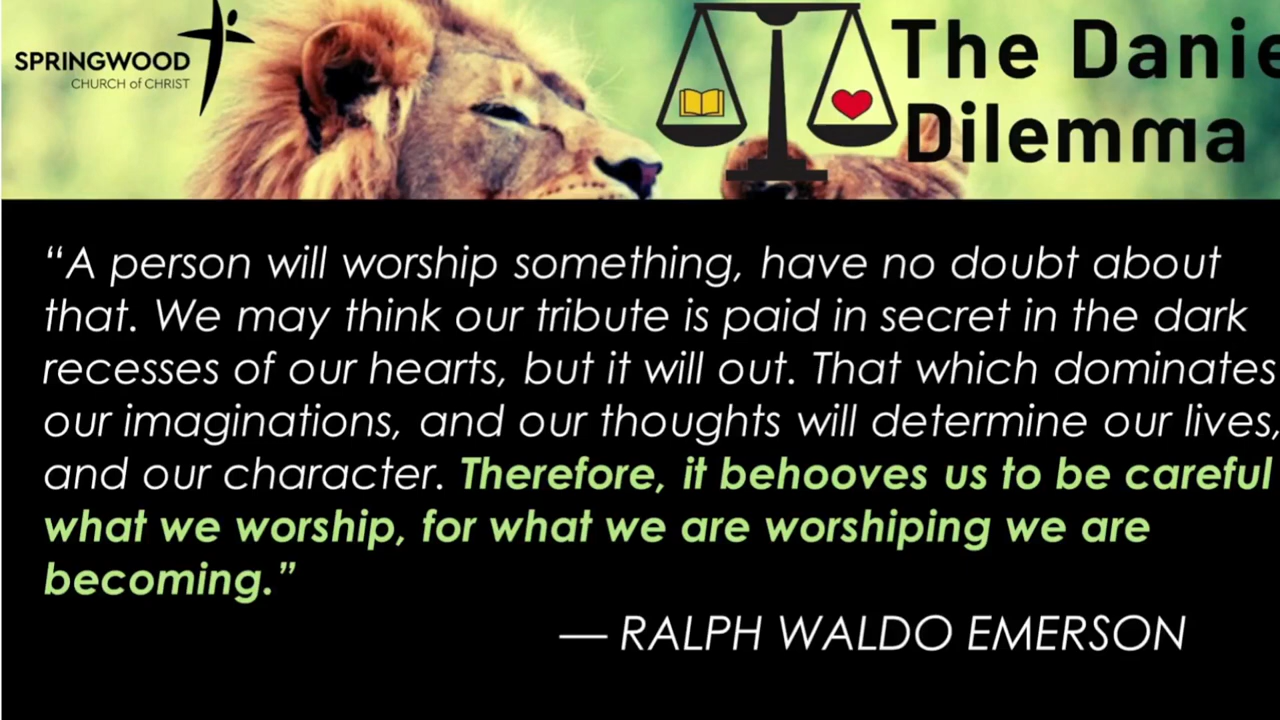 SPRINGWOOD
CHURCH of CHRIST
The Danie
Dilemma
“A person will worship something, have no doubt about
that. We may think our tribute is paid in secret in the dark
recesses of our hearts, but it will out. That which dominates
our imaginations, and our thoughts will determine our lives,
and our character. Therefore, it behooves us to be careful
what we worship, for what we are worshiping we are
becoming.”
— RALPH WALDO EMERSON